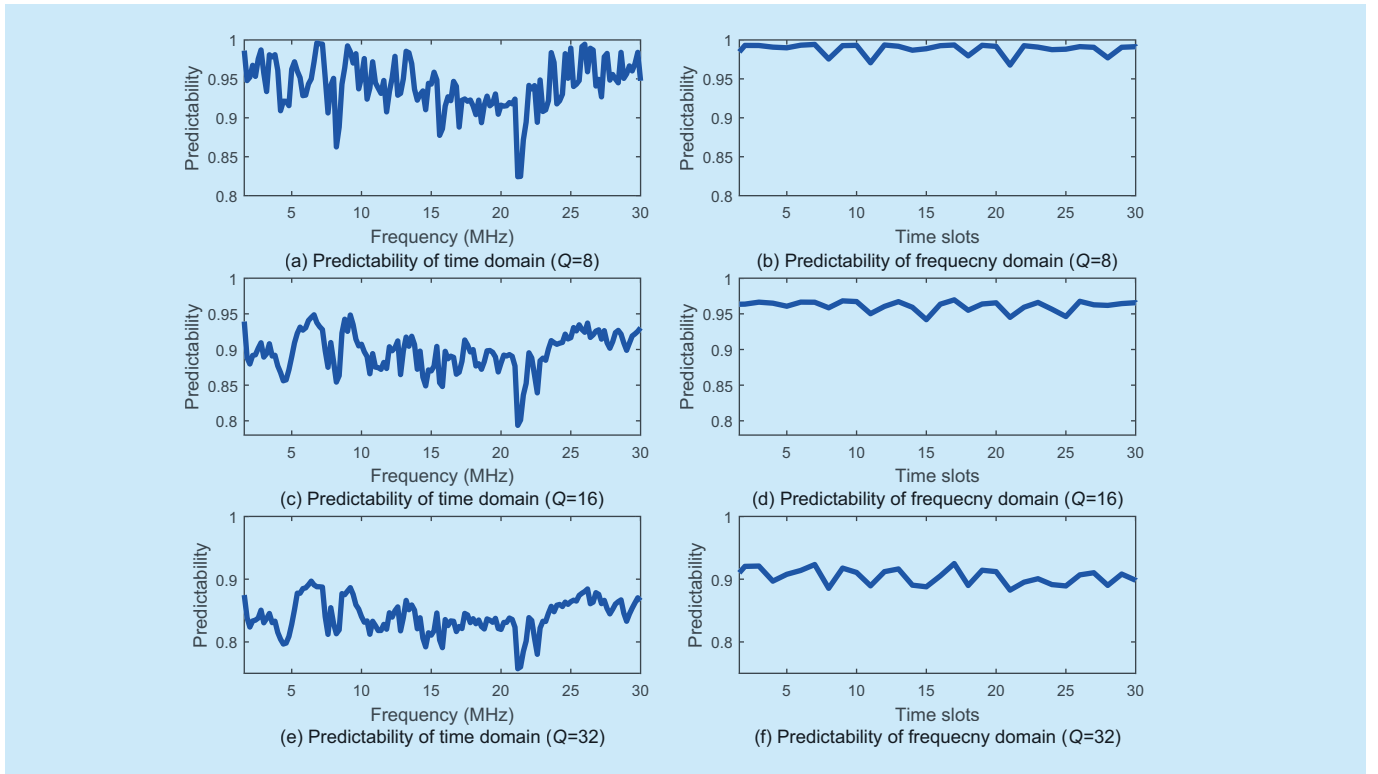 1
0.95
0.9
0.85
0.8
Predictability
5 10 15 20 25 30
Frequency (MHz)
(a) Predictability of time domain (Q=8)
1
0.95
0.9
0.85
0.8
Predictability
5 10 15 20 25 30
Time slots
(b) Predictability of frequecny domain (Q=8)
1
0.95
0.9
0.85
0.8
Predictability
5 10 15 20 25 30
Frequency (MHz)
(c) Predictability of time domain (Q=16)
1
0.95
0.9
0.85
0.8
Predictability
5 10 15 20 25 30
Time slots
(d) Predictability of frequecny domain (Q=16)
1
0.9
0.8
Predictability
5 10 15 20 25 30
Frequency (MHz)
(e) Predictability of time domain (Q=32)
1
0.9
0.8
Predictability
5 10 15 20 25 30
Time slots
(f) Predictability of frequecny domain (Q=32)